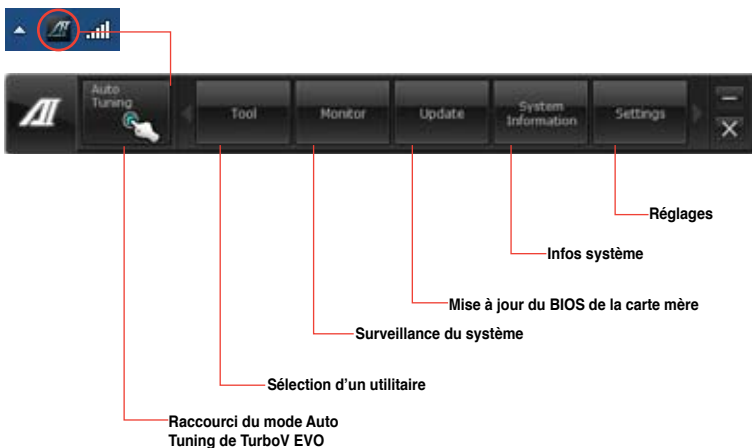 Auto
Tuning
Tool
Monitor
Update
System
Information
Settings
Réglages
Infos système
Mise à jour du BIOS de la carte mère
Surveillance du système
Sélection d'un utilitaire
Raccourci du mode Auto
Tuning de TurboV EVO